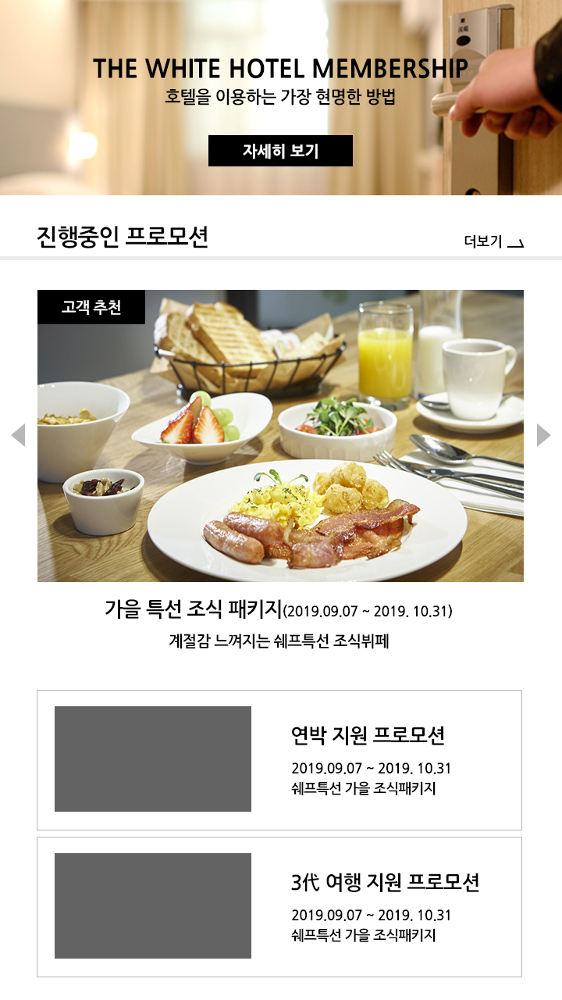 THE WHITE HOTEL MEMBERSHIP
호텔을 이용하는 가장 현명한 방법
자세히 보기
진행중인 프로모션
더보기
고객 추천
가을 특선 조식 패키지(2019.09.07 ~ 2019. 10.31)
계절감 느껴지는 쉐프특선 조식뷔페
연박 지원 프로모션
2019.09.07 ~ 2019. 10.31
쉐프특선 가을 조식패키지
3代 여행 지원 프로모션
2019.09.07 ~ 2019. 10.31
쉐프특선 가을 조식패키지